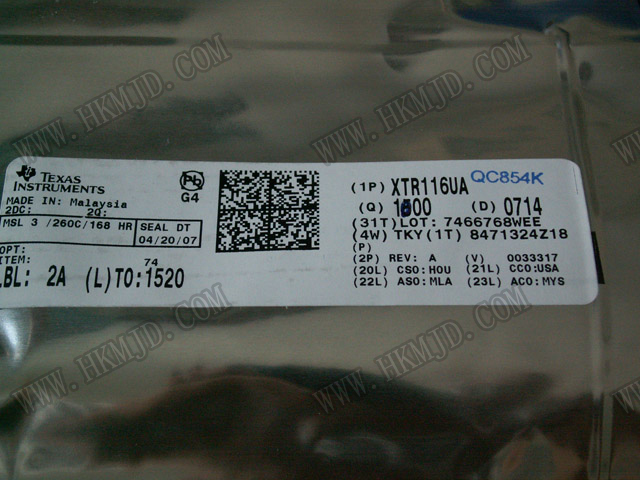 WWW.HKMJD.COM
WWW.HKMJD.COM
TEXAS
INSTRUMENTS
MADE IN: Malaysia
2DC: 2Q:
MSL 3 /260C/168 HR
SEAL DT
04/20/07
OPT:
ITEM:
74
LBL: 2A (L)TO:1520
Pb
G4
(1P) XTR116UA QC854K
(Q) 1000 (D) 0714
(31T)LOT: 7466768WEE
(4W) TKY(1T) 8471324Z18
(P)
(2P) REV: A (V) 0033317
(20L) CSO:HOU (21L) CCO:USA
(22L) ASO:MLA (23L) ACO:MYS
WWW.HKMJD.COM
WWW.HKMJD.COM
WWW.HKMJD.COM